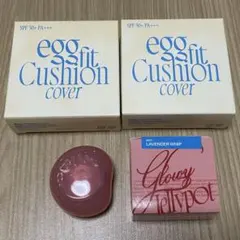 SPF 50+ PA+++
egg
fit
Cushion
cover
SPF 50+ PA+++
egg
fit
Cushion
cover
LAVENDER WHIP
Glowy
Jellypot